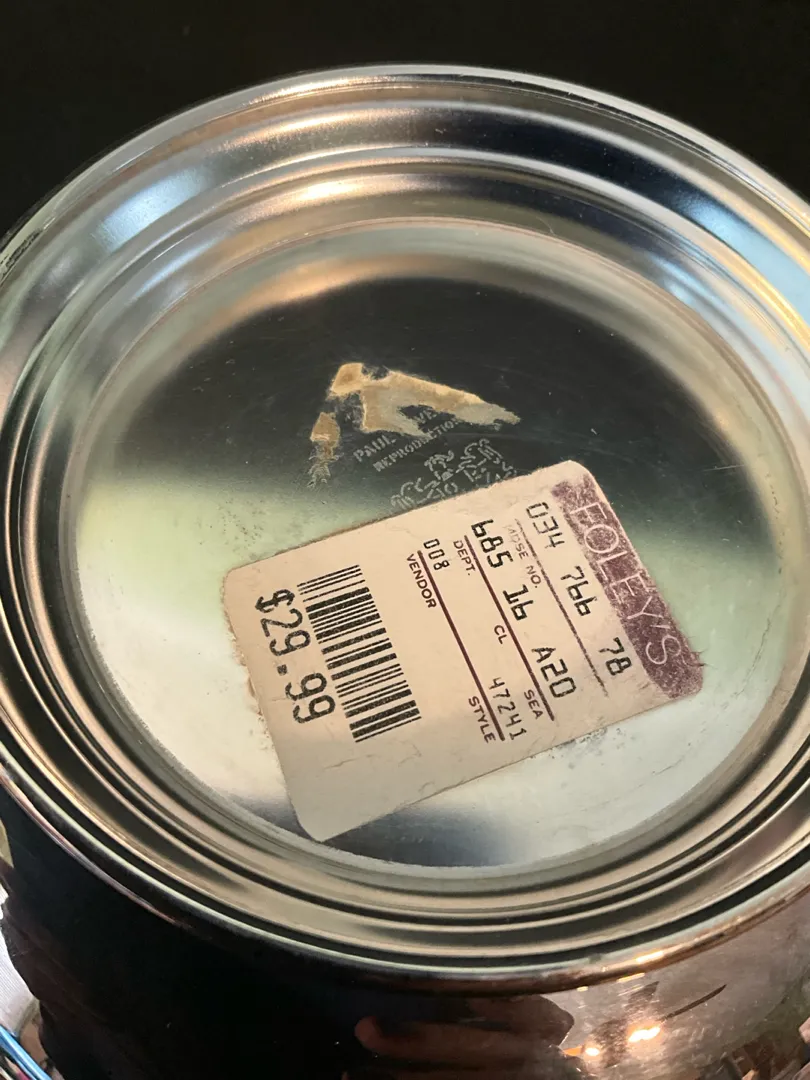 PAUL
REPRODUCTION
FOLEY'S
034 766 78
MDSE NO.
685 16 A20
DEPT. CL SEA
008 47241
VENDOR STYLE
$29.99